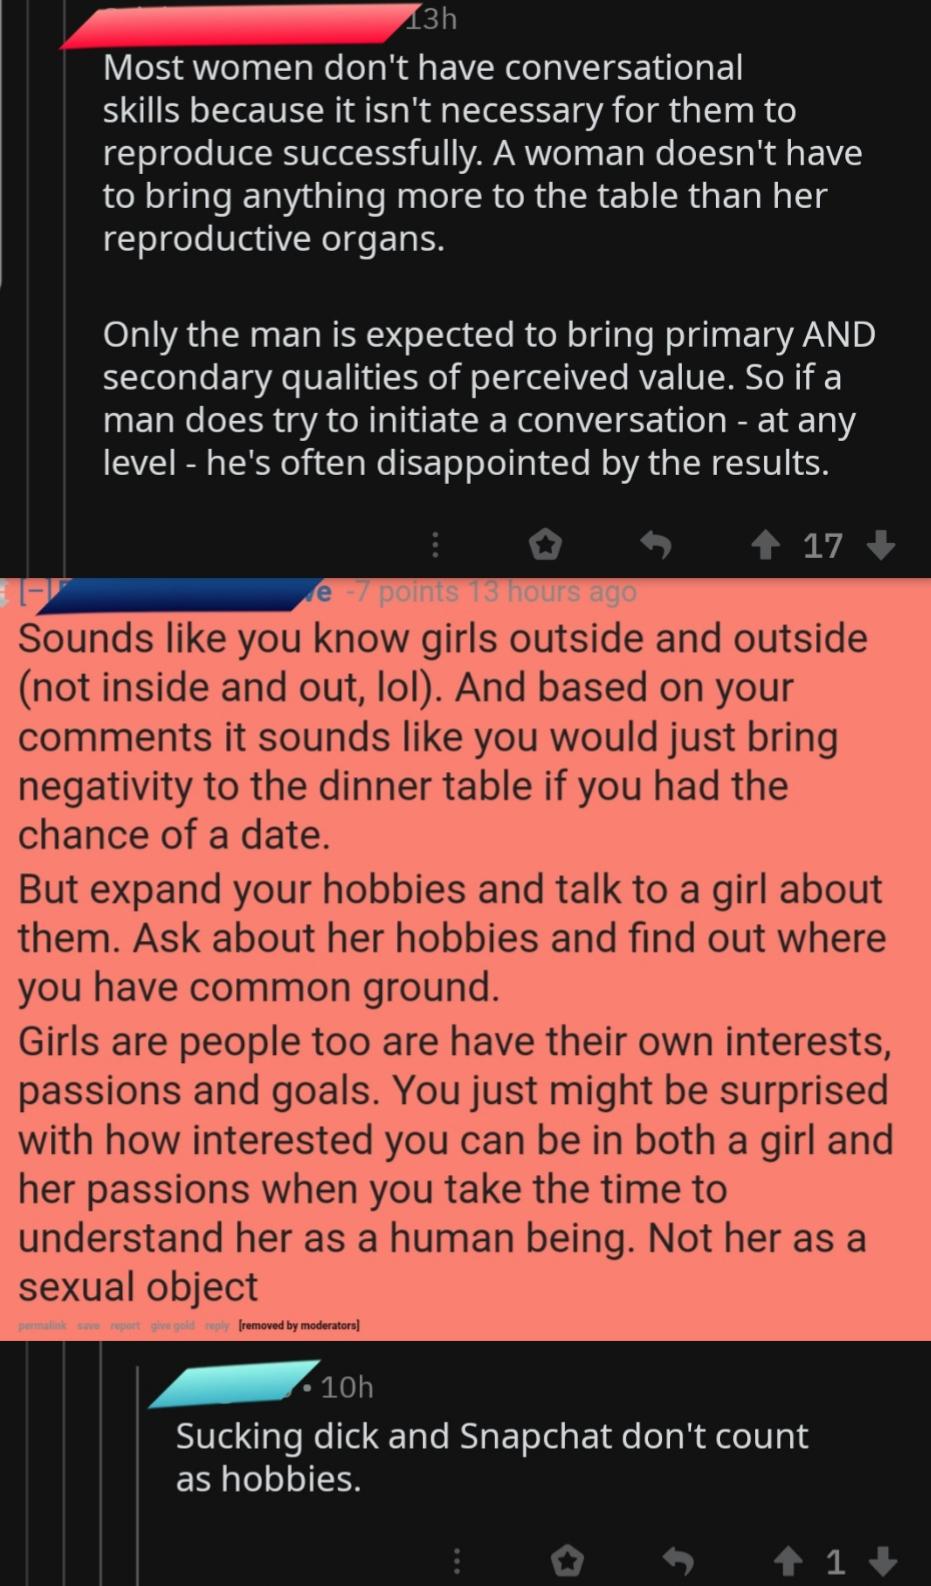 13h
Most women don't have conversational
skills because it isn't necessary for them to
reproduce successfully. A woman doesn't have
to bring anything more to the table than her
reproductive organs.
Only the man is expected to bring primary AND
secondary qualities of perceived value. So if a
man does try to initiate a conversation - at any
level - he's often disappointed by the results.
17
[–] ve -7 points 13 hours ago
Sounds like you know girls outside and outside
(not inside and out, lol). And based on your
comments it sounds like you would just bring
negativity to the dinner table if you had the
chance of a date.
But expand your hobbies and talk to a girl about
them. Ask about her hobbies and find out where
you have common ground.
Girls are people too are have their own interests,
passions and goals. You just might be surprised
with how interested you can be in both a girl and
her passions when you take the time to
understand her as a human being. Not her as a
sexual object
permalink save report give gold reply [removed by moderators]
• 10h
Sucking dick and Snapchat don't count
as hobbies.
1